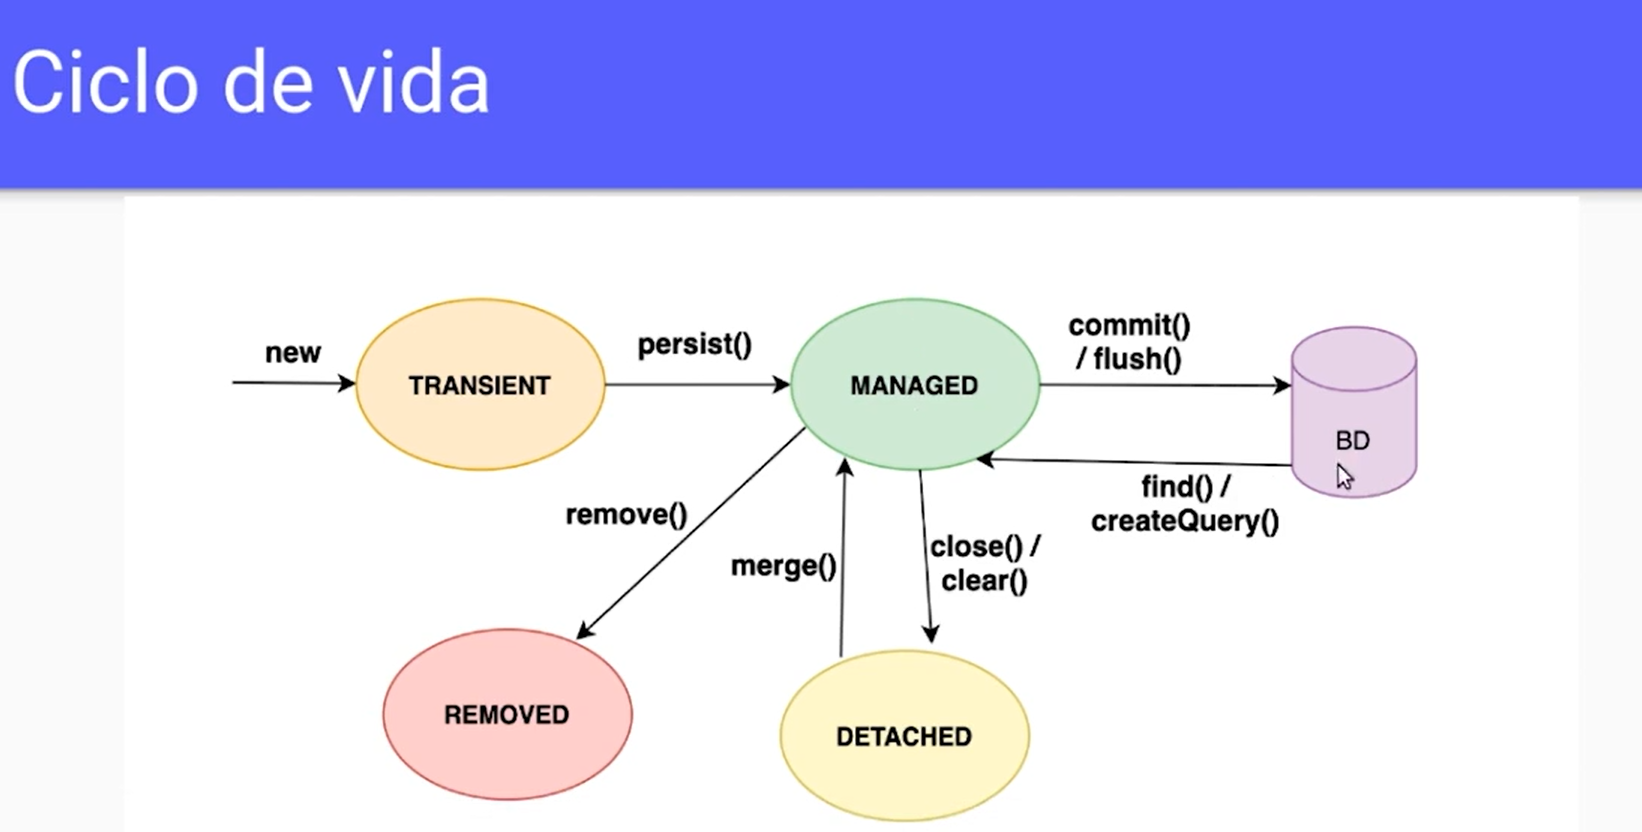 Ciclo de vida
new
TRANSIENT
persist()
MANAGED
commit()
/ flush()
BD
find() /
createQuery()
remove()
merge()
close() /
clear()
REMOVED
DETACHED